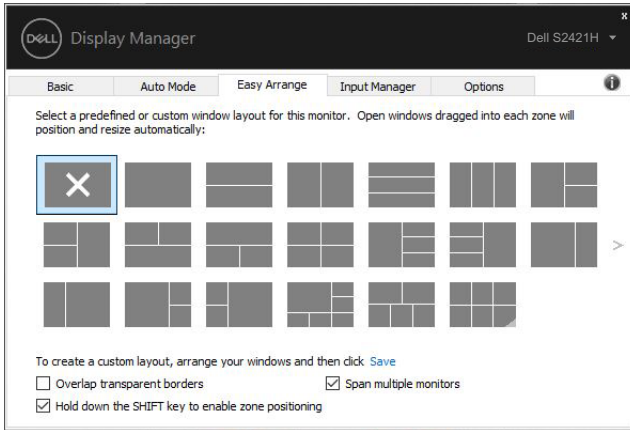 x
DELL Display Manager Dell S2421H
Basic Auto Mode Easy Arrange Input Manager Options i
Select a predefined or custom window layout for this monitor. Open windows dragged into each zone will
position and resize automatically:
>
To create a custom layout, arrange your windows and then click Save
Overlap transparent borders Span multiple monitors
Hold down the SHIFT key to enable zone positioning